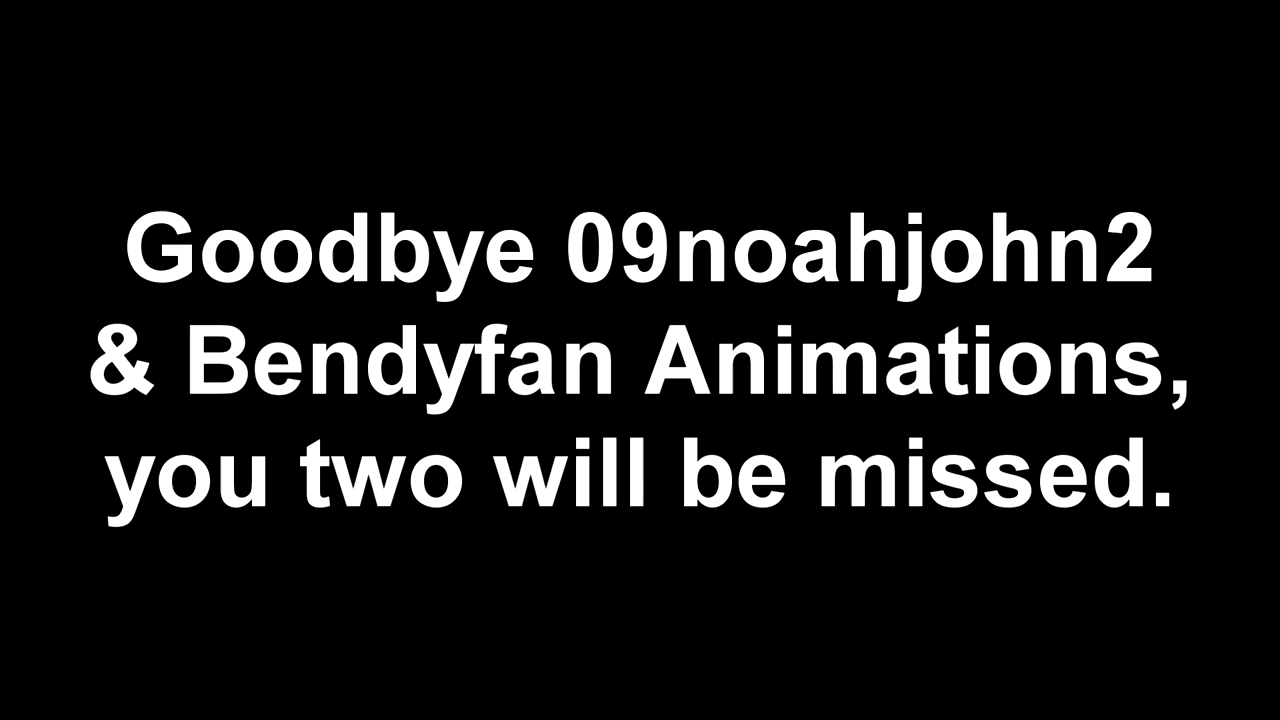 Goodbye 09noahjohn2
& Bendyfan Animations,
you two will be missed.